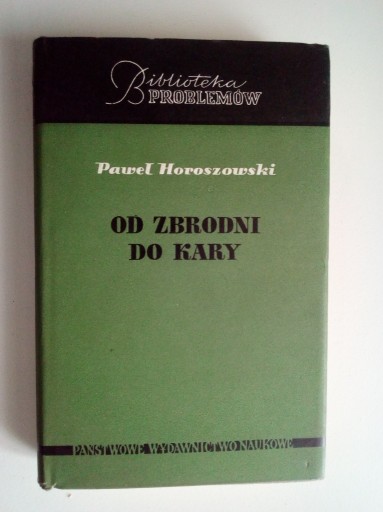 Biblioteka
PROBLEMÓW
Paweł Horoszowski
OD ZBRODNI
DO KARY
PAŃSTWOWE WYDAWNICTWO NAUKOWE